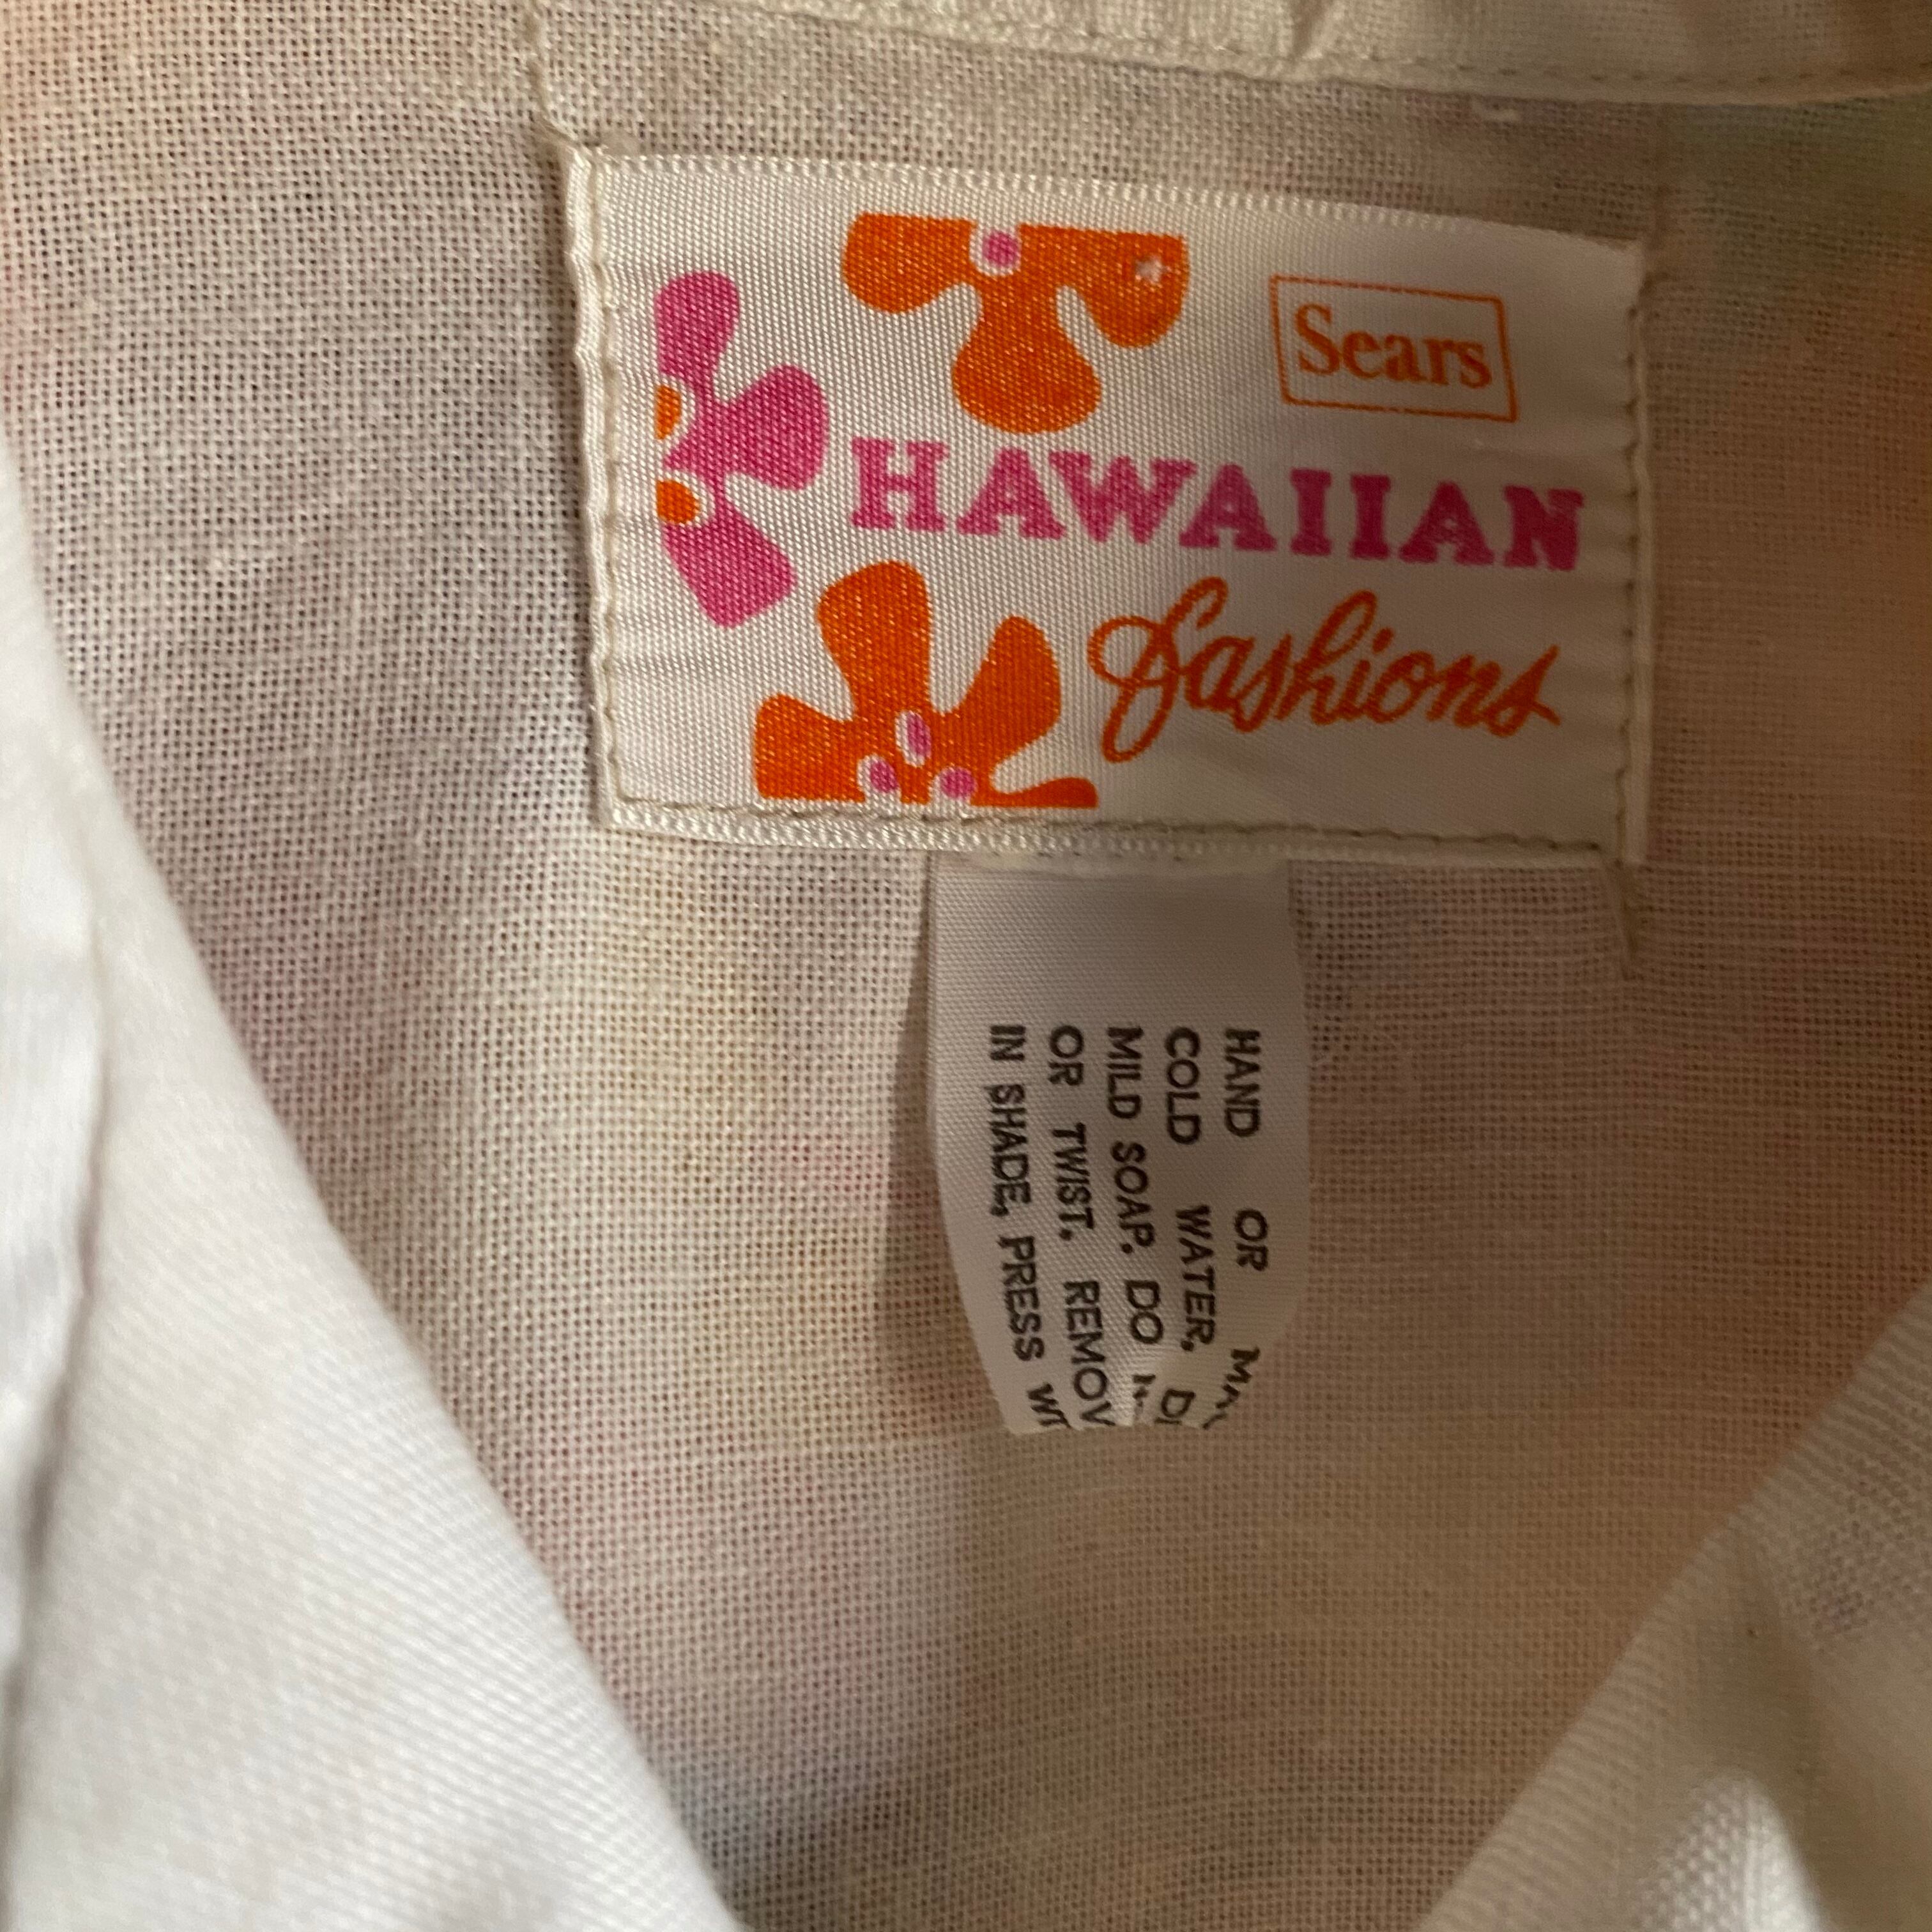 Sears
HAWAIIAN
fashions
HAND OR
COLD WATER.
MILD SOAP. DO
OR TWIST. REMOV
IN SHADE, PRESS